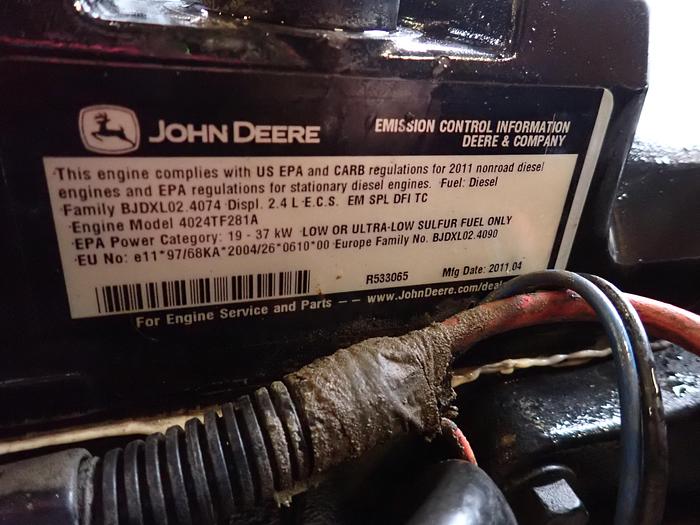 JOHN DEERE
EMISSION CONTROL INFORMATION
DEERE & COMPANY
This engine complies with US EPA and CARB regulations for 2011 nonroad diesel
engines and EPA regulations for stationary diesel engines. Fuel: Diesel
Family BJDXL02.4074 Displ. 2.4 L E.C.S. EM SPL DFI TC
Engine Model 4024TF281A
EPA Power Category: 19 - 37 kW LOW OR ULTRA-LOW SULFUR FUEL ONLY
EU No: e11*97/68KA*2004/26*0610*00 Europe Family No. BJDXL02.4090
R533065 Mfg Date: 2011.04
For Engine Service and Parts -- www.JohnDeere.com/deal